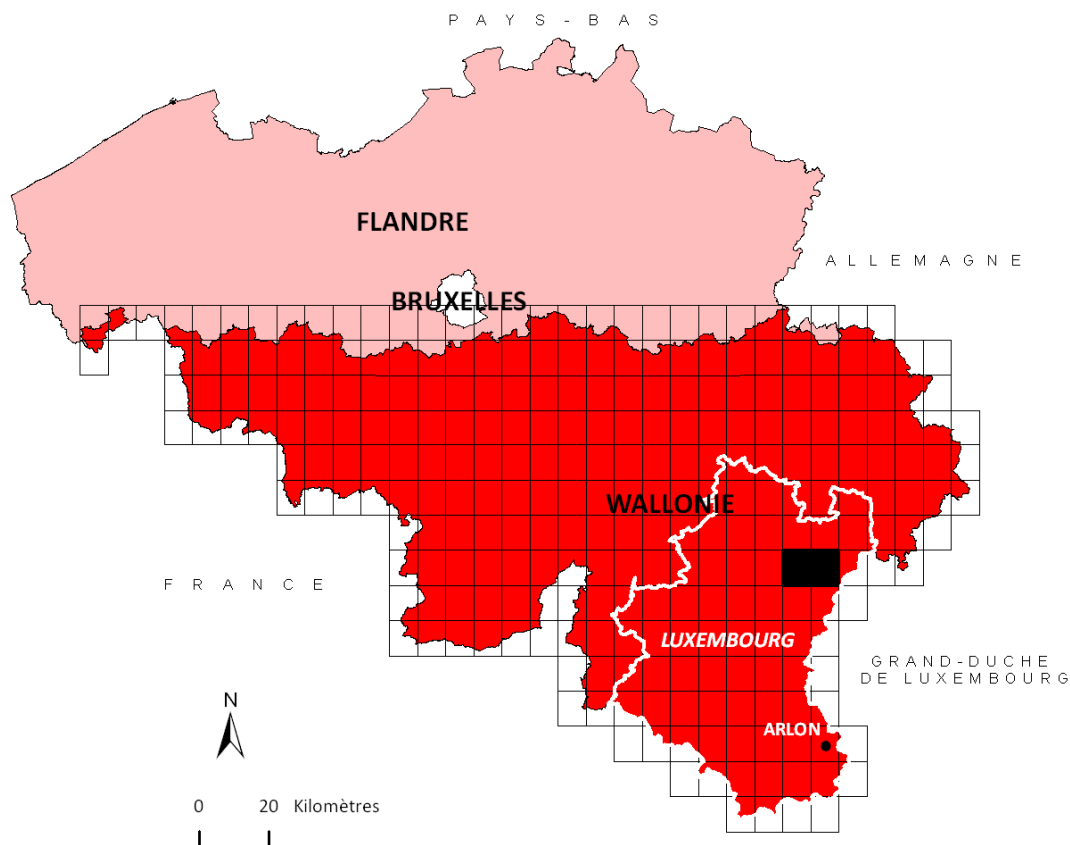 PAYS-BAS
FLANDRE
ALLEMAGNE
BRUXELLES
WALLONIE
FRANCE
LUXEMBOURG
GRAND-DUCHE
DE LUXEMBOURG
N
ARLON
0 20 Kilomètres